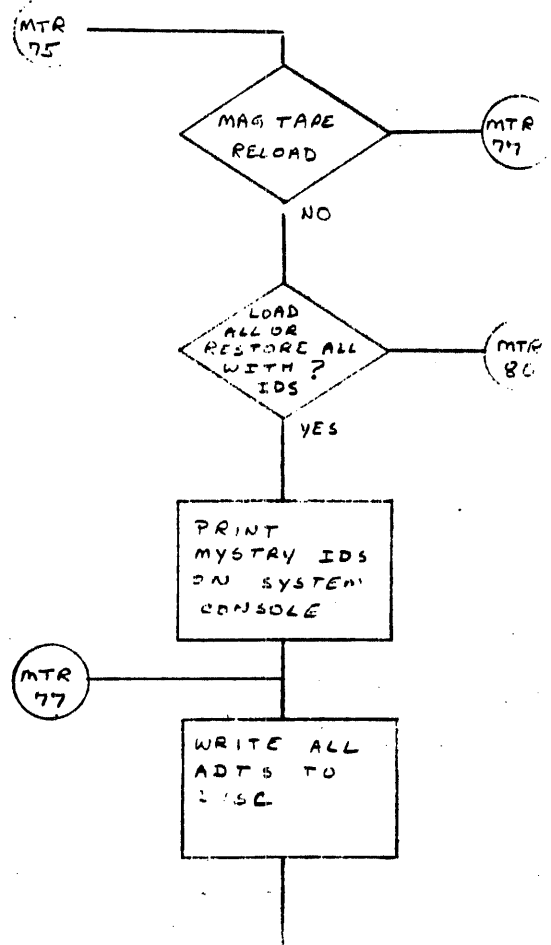 MTR
75
MAG TAPE
RELOAD
MTR
77
NO
LOAD
ALL OR
RESTORE ALL
WITH ?
IDS
MTR
YES
PRINT
MYSTRY IDS
ON SYSTEM
CONSOLE
MTR
77
WRITE ALL
ADTS TO
DISC